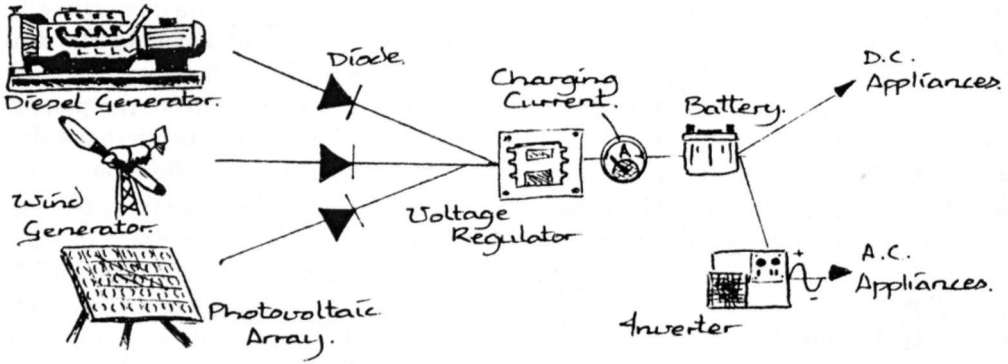 Diesel Generator.
Diode.
Charging
Current.
A
Battery.
D.C.
Appliances.
Wind
Generator.
Voltage
Regulator
Photovoltaic
Array.
Inverter
+
-
A.C.
Appliances.